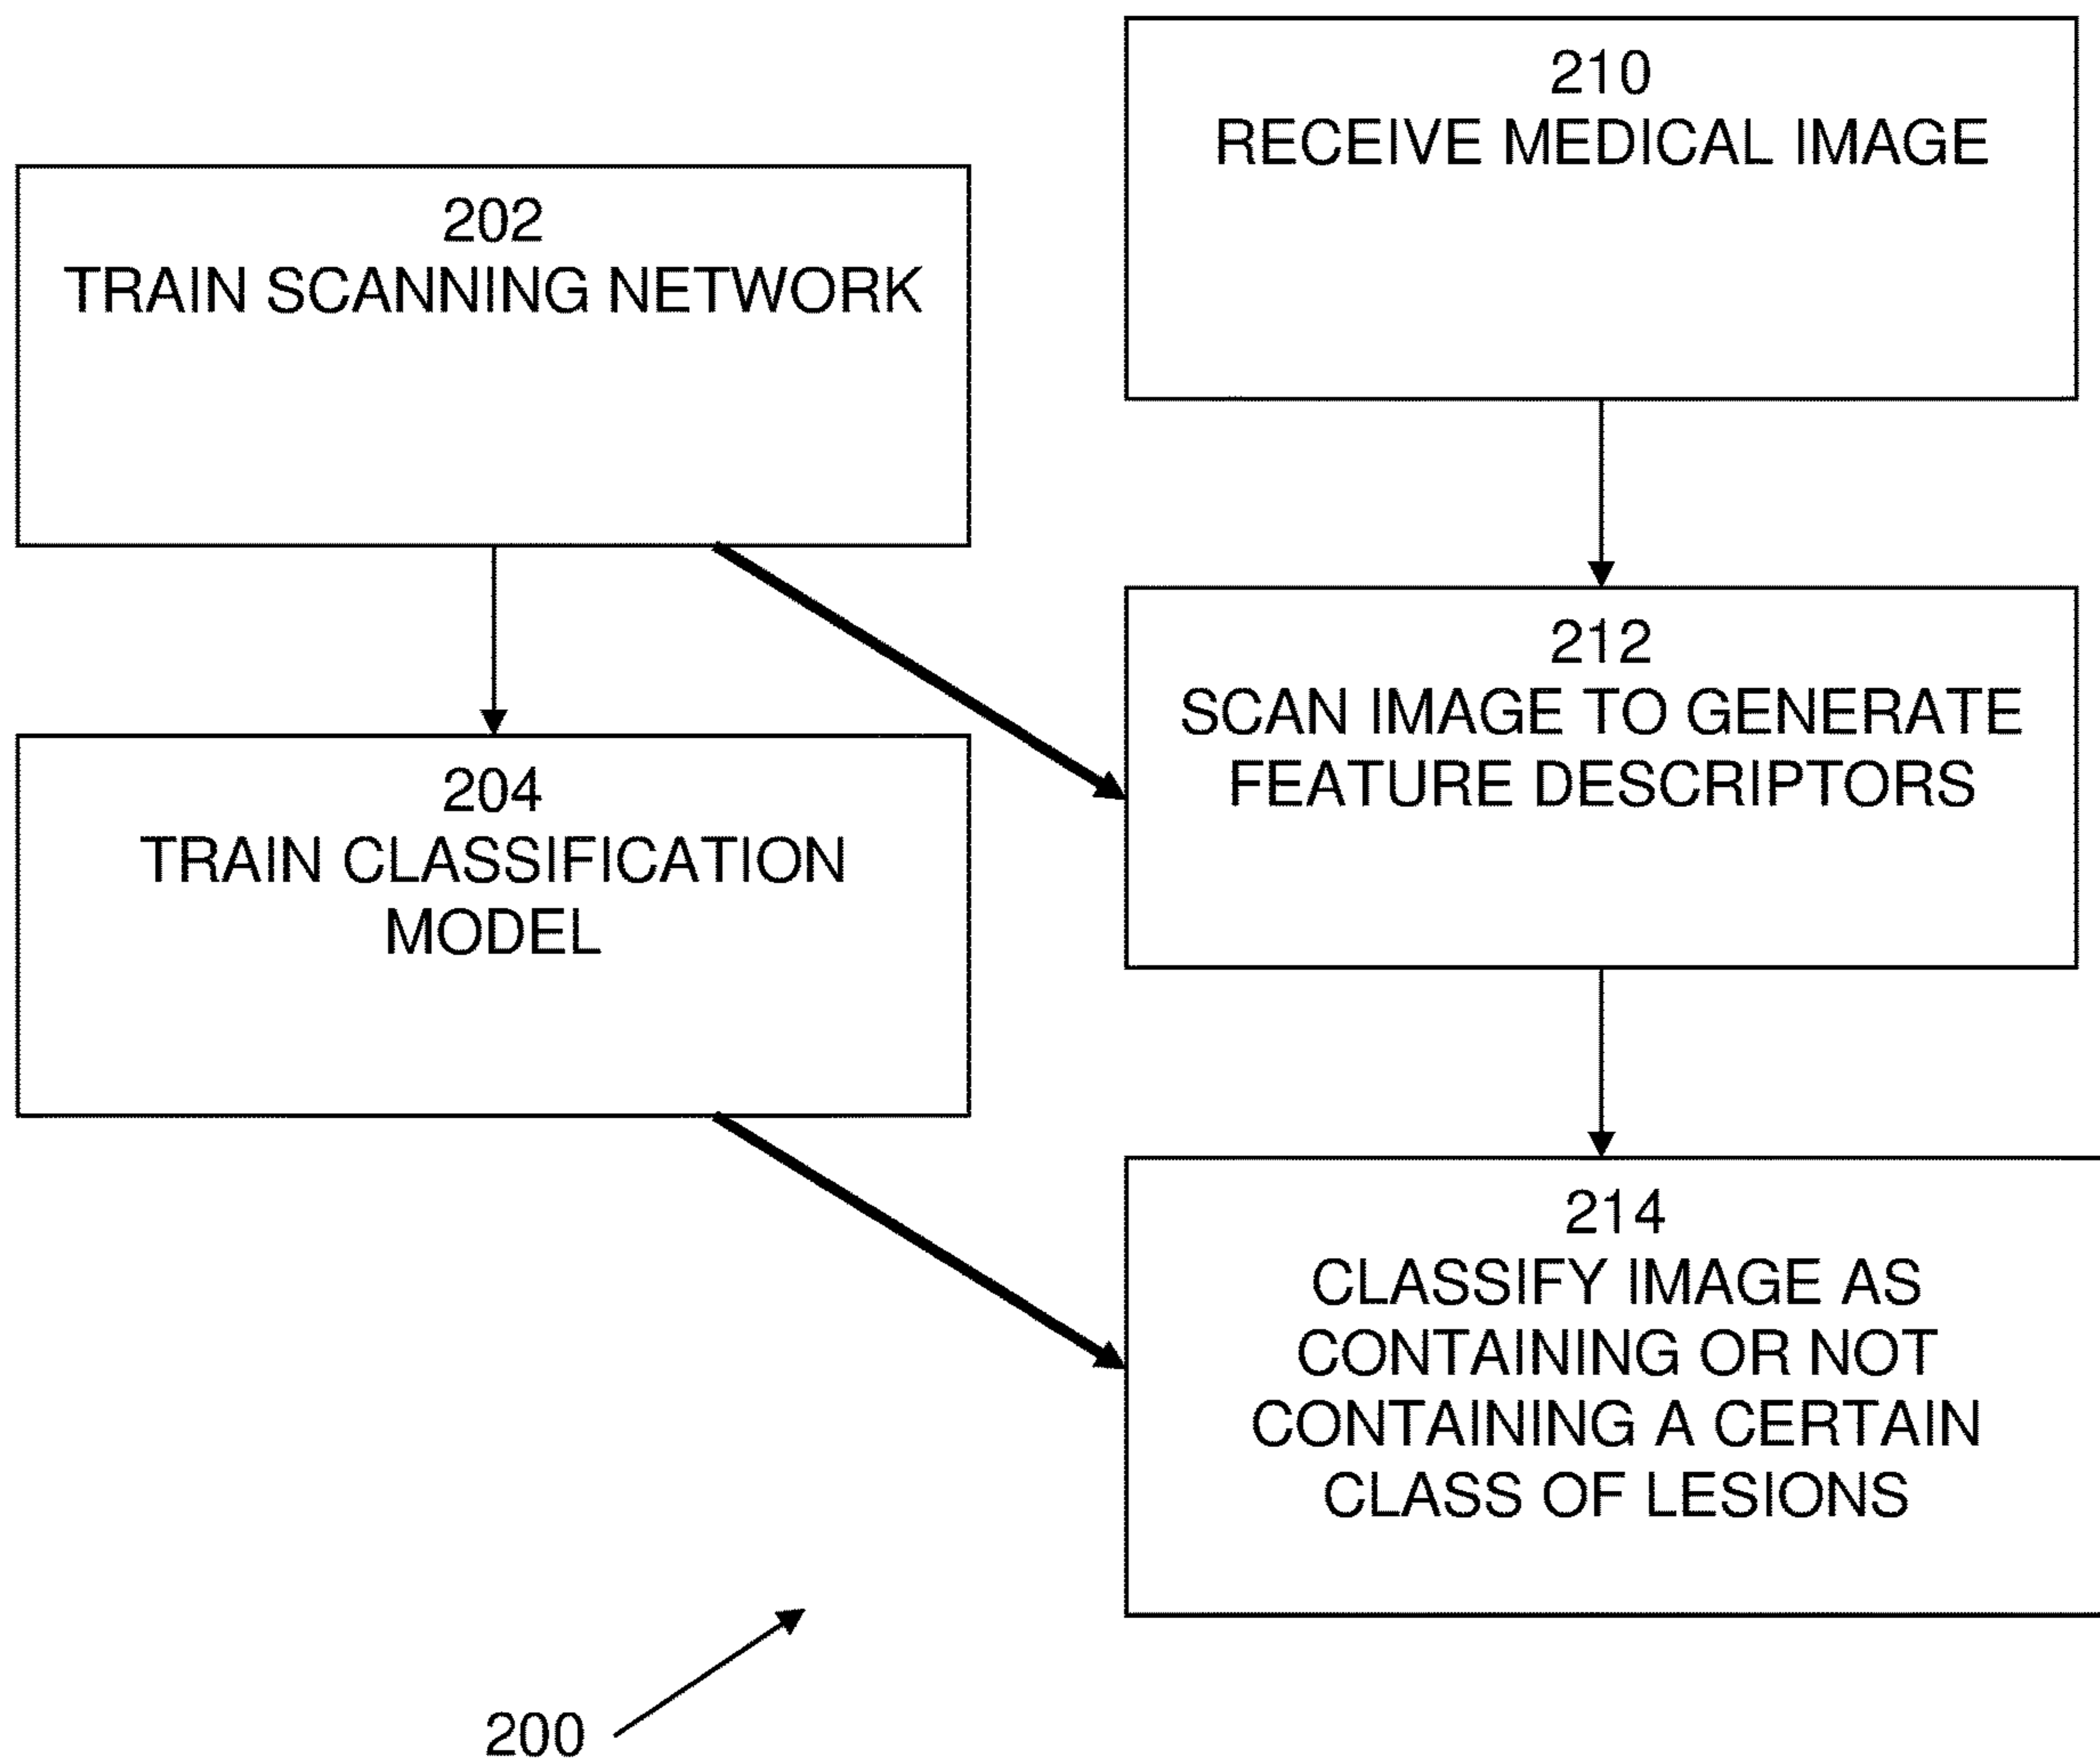 202
TRAIN SCANNING NETWORK
204
TRAIN CLASSIFICATION
MODEL
210
RECEIVE MEDICAL IMAGE
212
SCAN IMAGE TO GENERATE
FEATURE DESCRIPTORS
214
CLASSIFY IMAGE AS
CONTAINING OR NOT
CONTAINING A CERTAIN
CLASS OF LESIONS
200